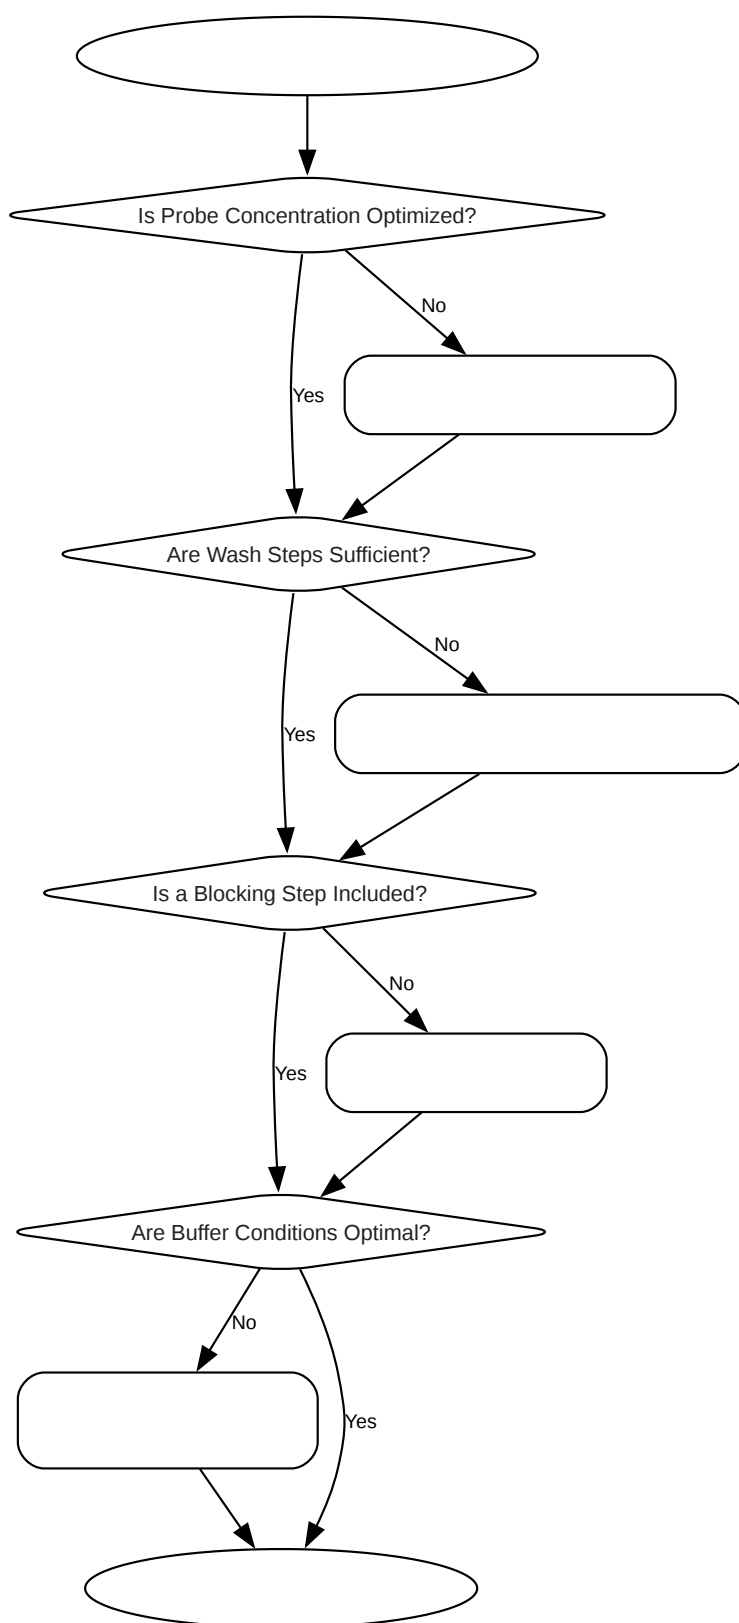 Is Probe Concentration Optimized?
No
Yes
Are Wash Steps Sufficient?
No
Yes
Is a Blocking Step Included?
No
Yes
Are Buffer Conditions Optimal?
No
Yes